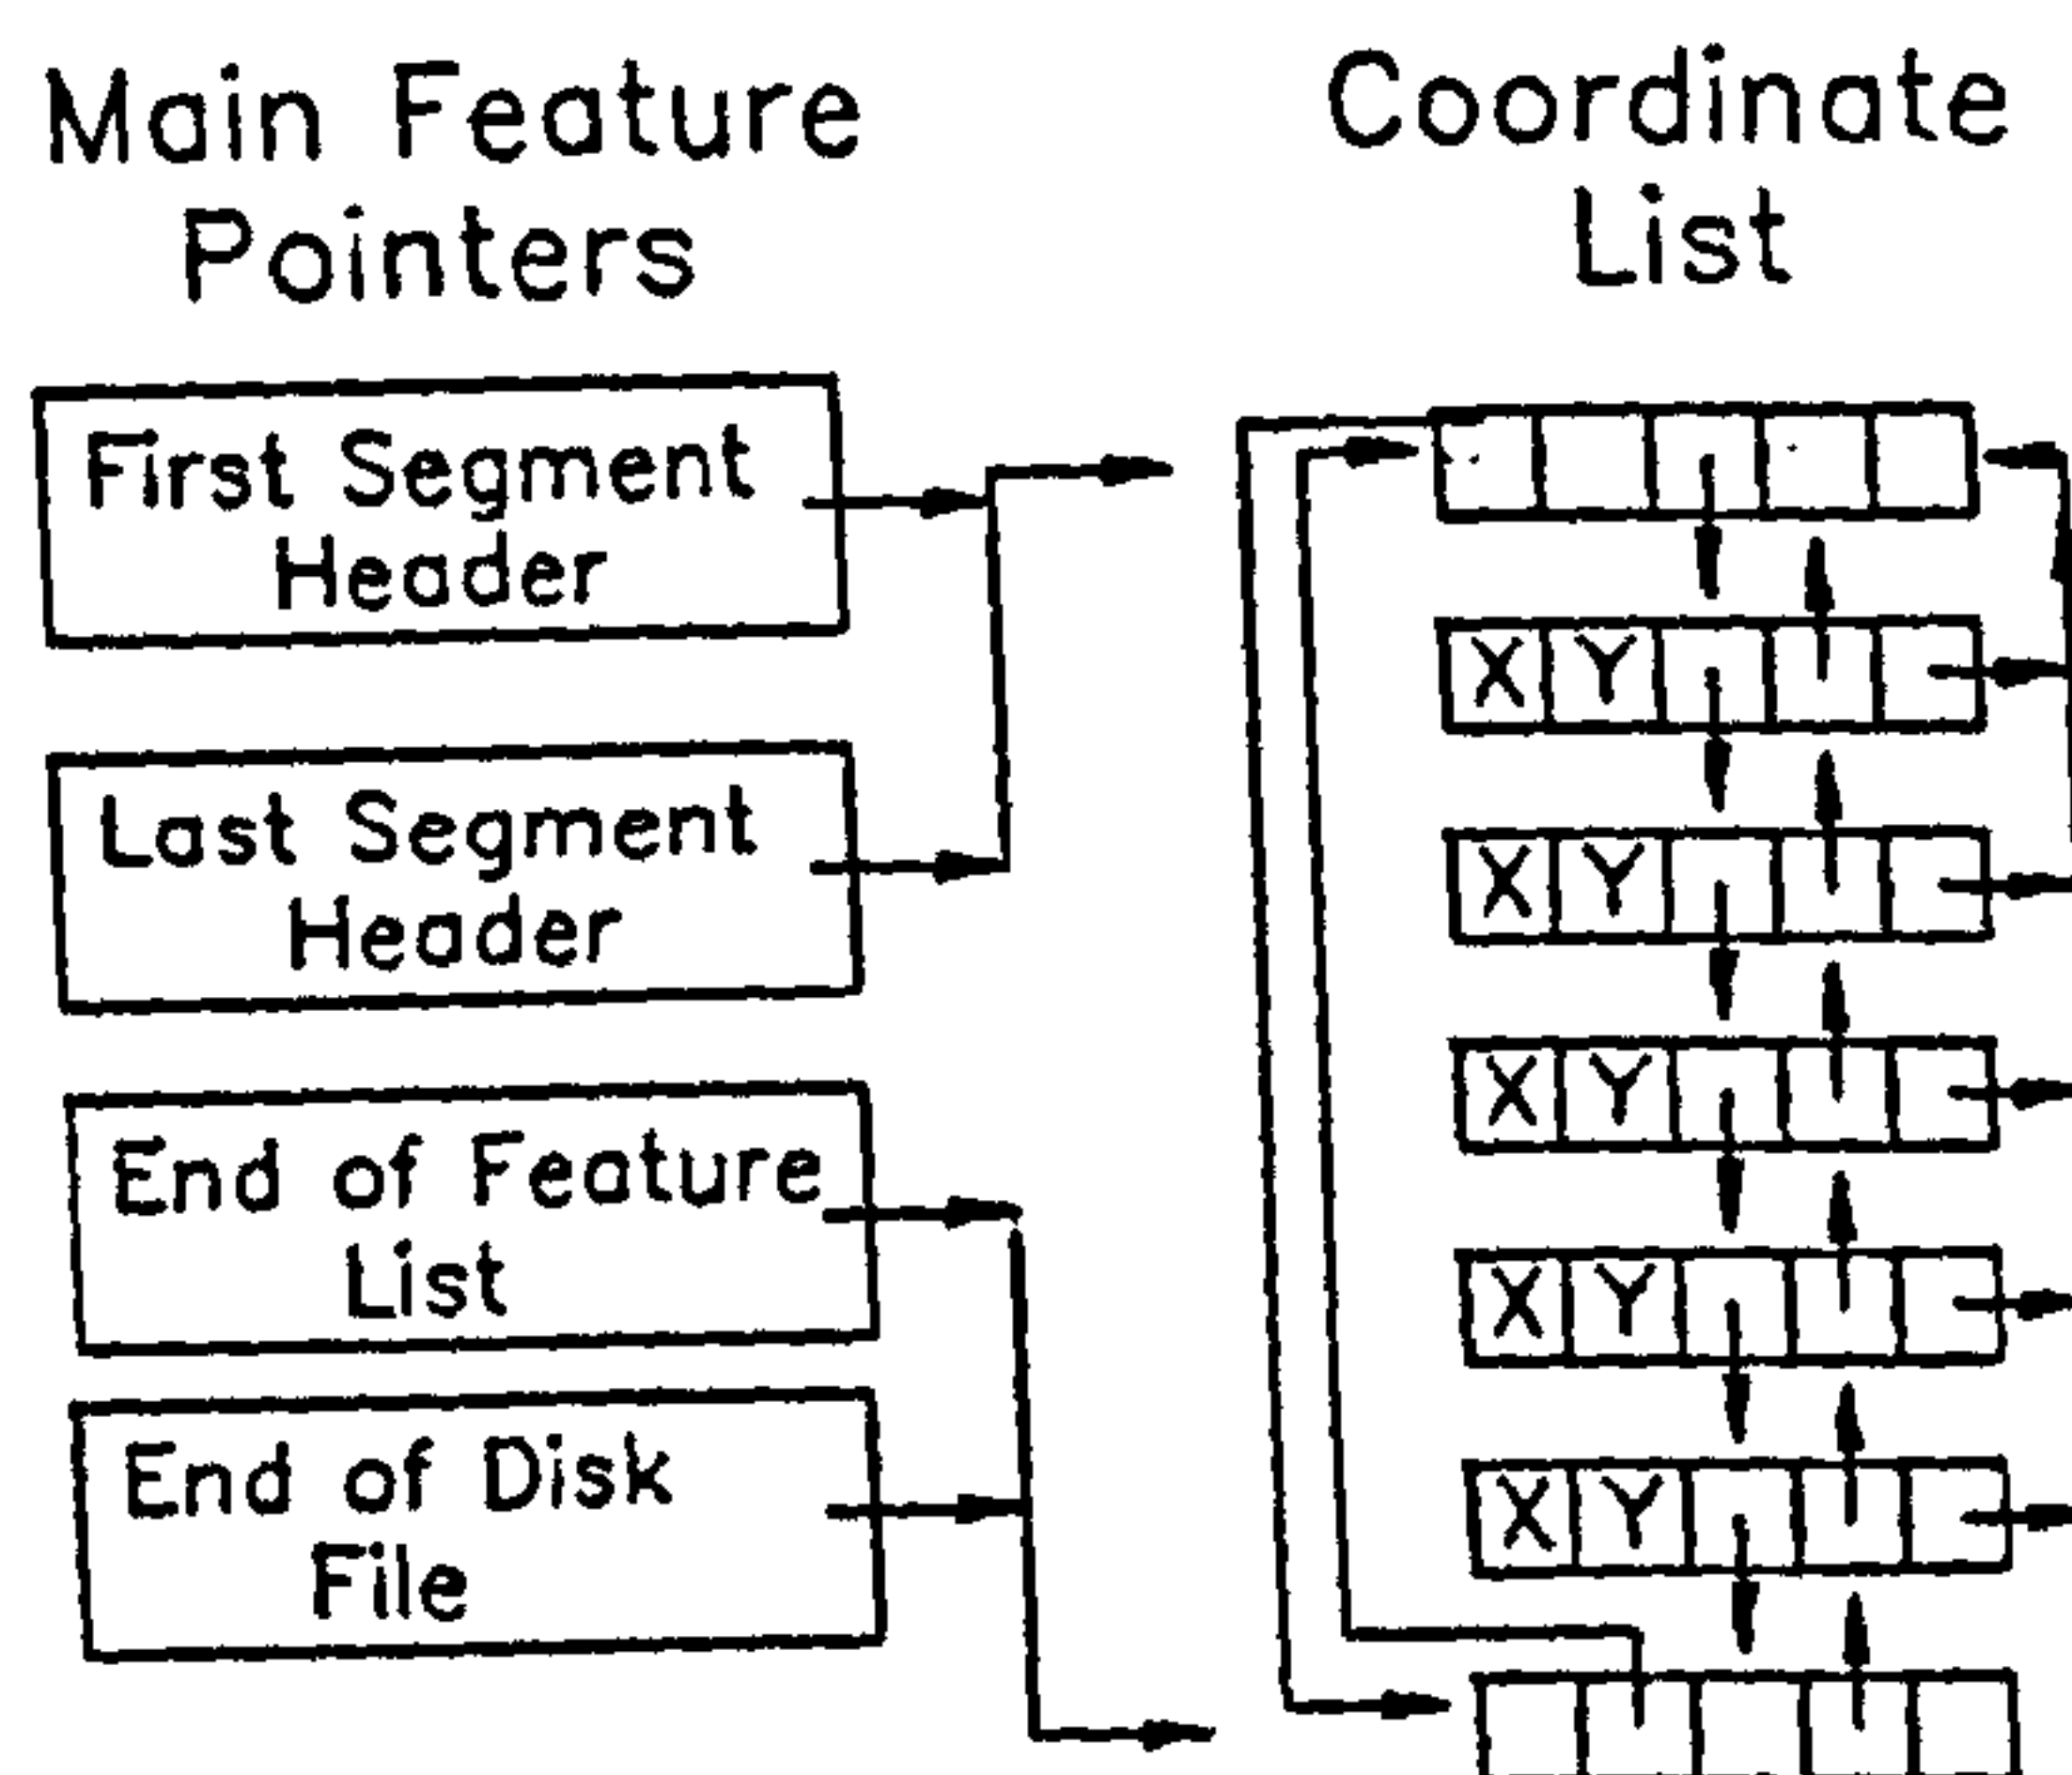 Main Feature
Pointers
First Segment
Header
Last Segment
Header
End of Feature
List
End of Disk
File
Coordinate
List
X Y
X Y
X Y
X Y
X Y